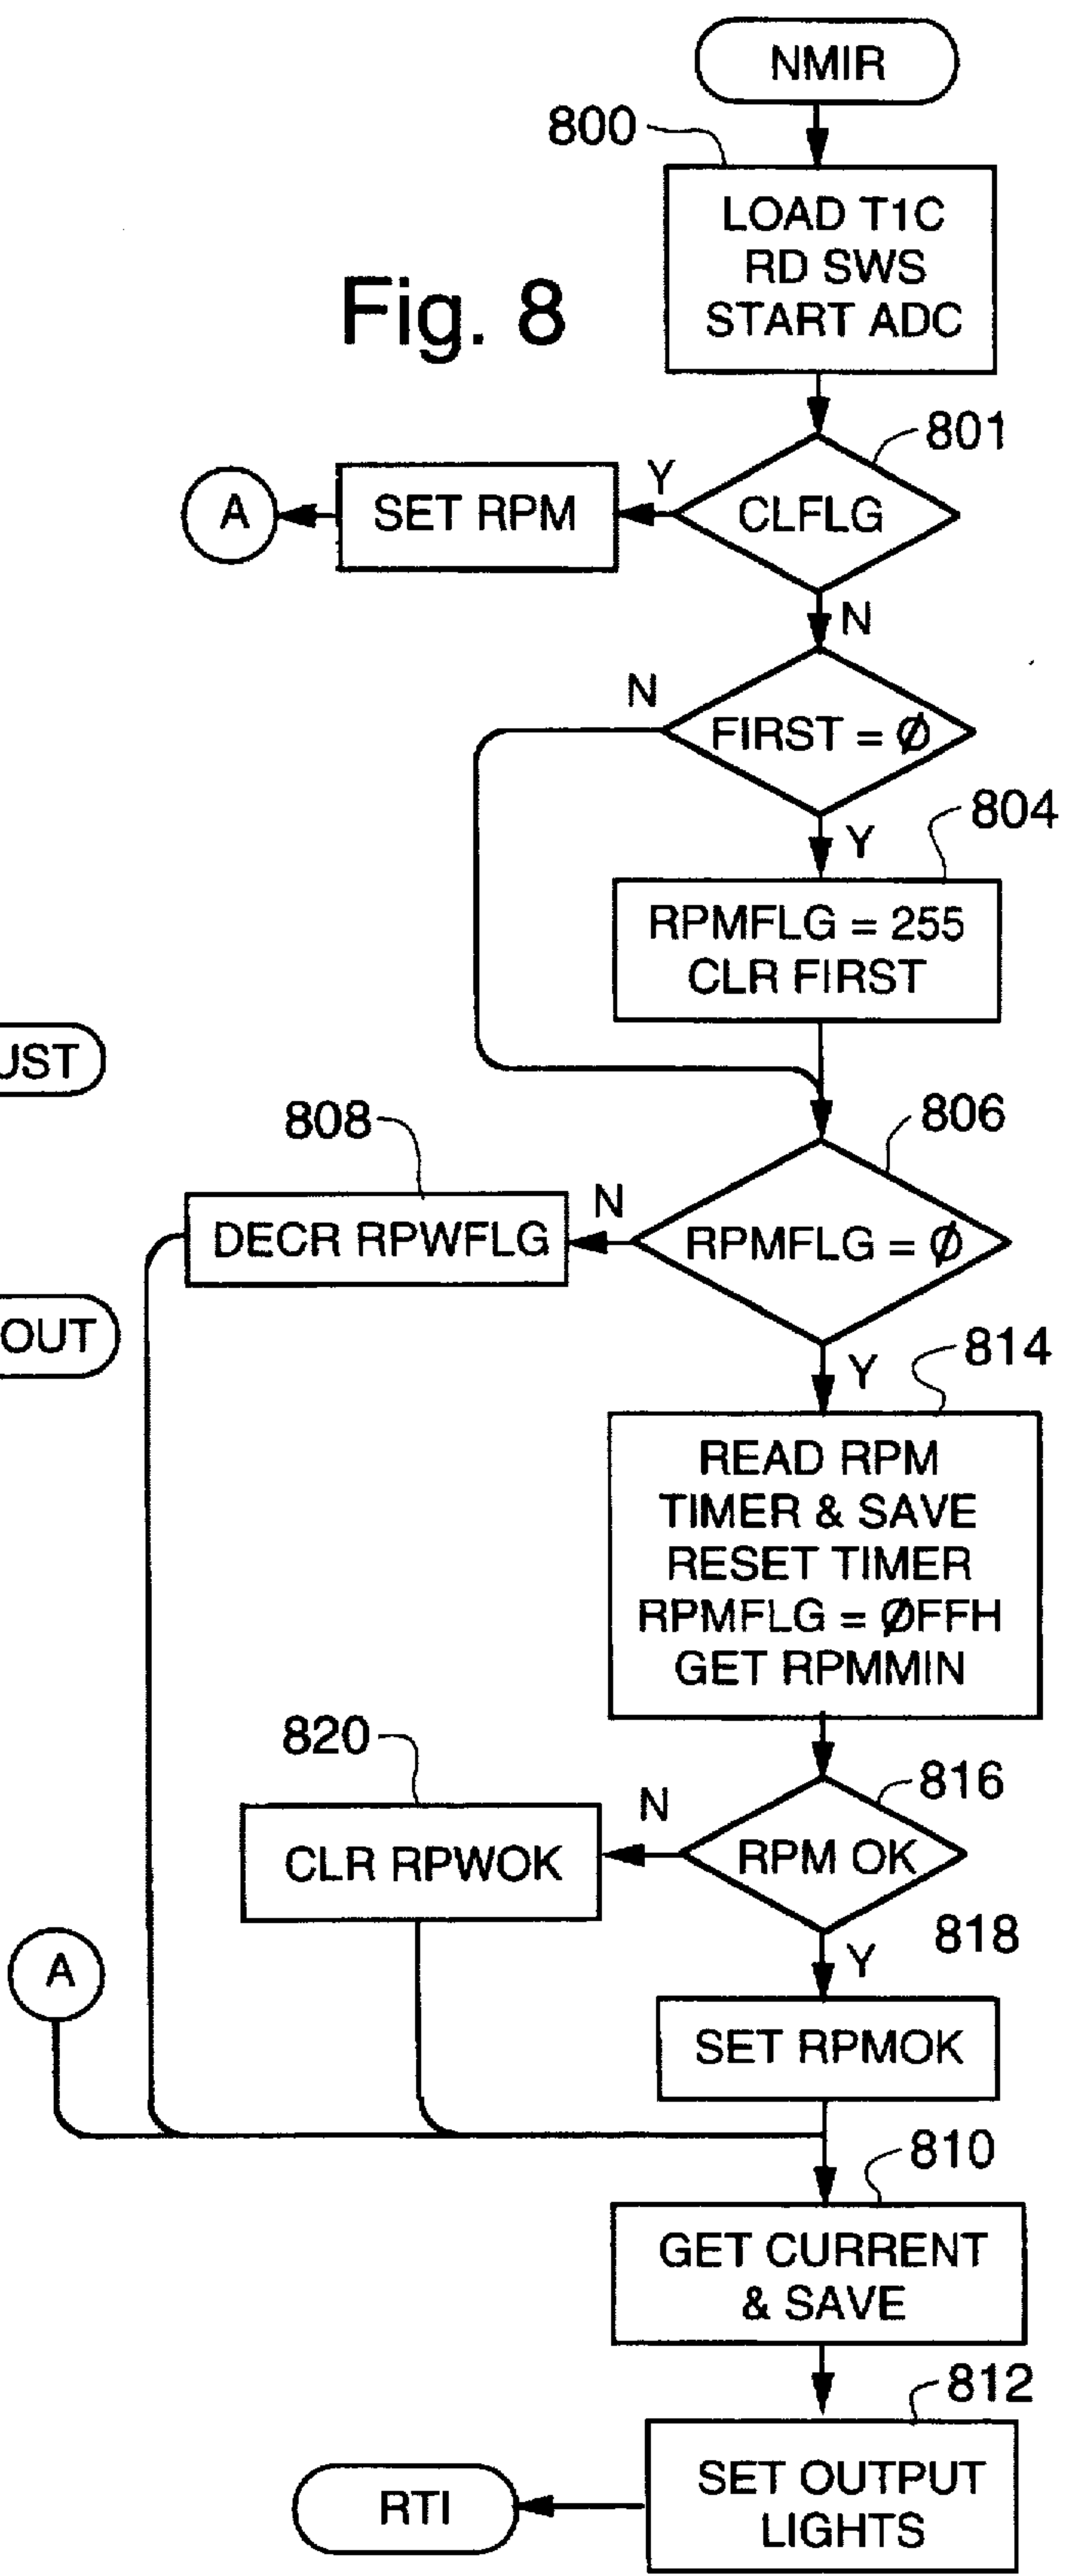 NMIR
800
LOAD T1C
RD SWS
START ADC
Fig. 8
801
CLFLG
Y
SET RPM
A
N
FIRST = Ø
N
Y
804
RPMFLG = 255
CLR FIRST
UST
806
RPMFLG = Ø
N
808
DECR RPWFLG
OUT
Y
814
READ RPM
TIMER & SAVE
RESET TIMER
RPMFLG = ØFFH
GET RPMMIN
816
RPM OK
N
820
CLR RPWOK
Y
818
SET RPMOK
A
810
GET CURRENT
& SAVE
812
SET OUTPUT
LIGHTS
RTI